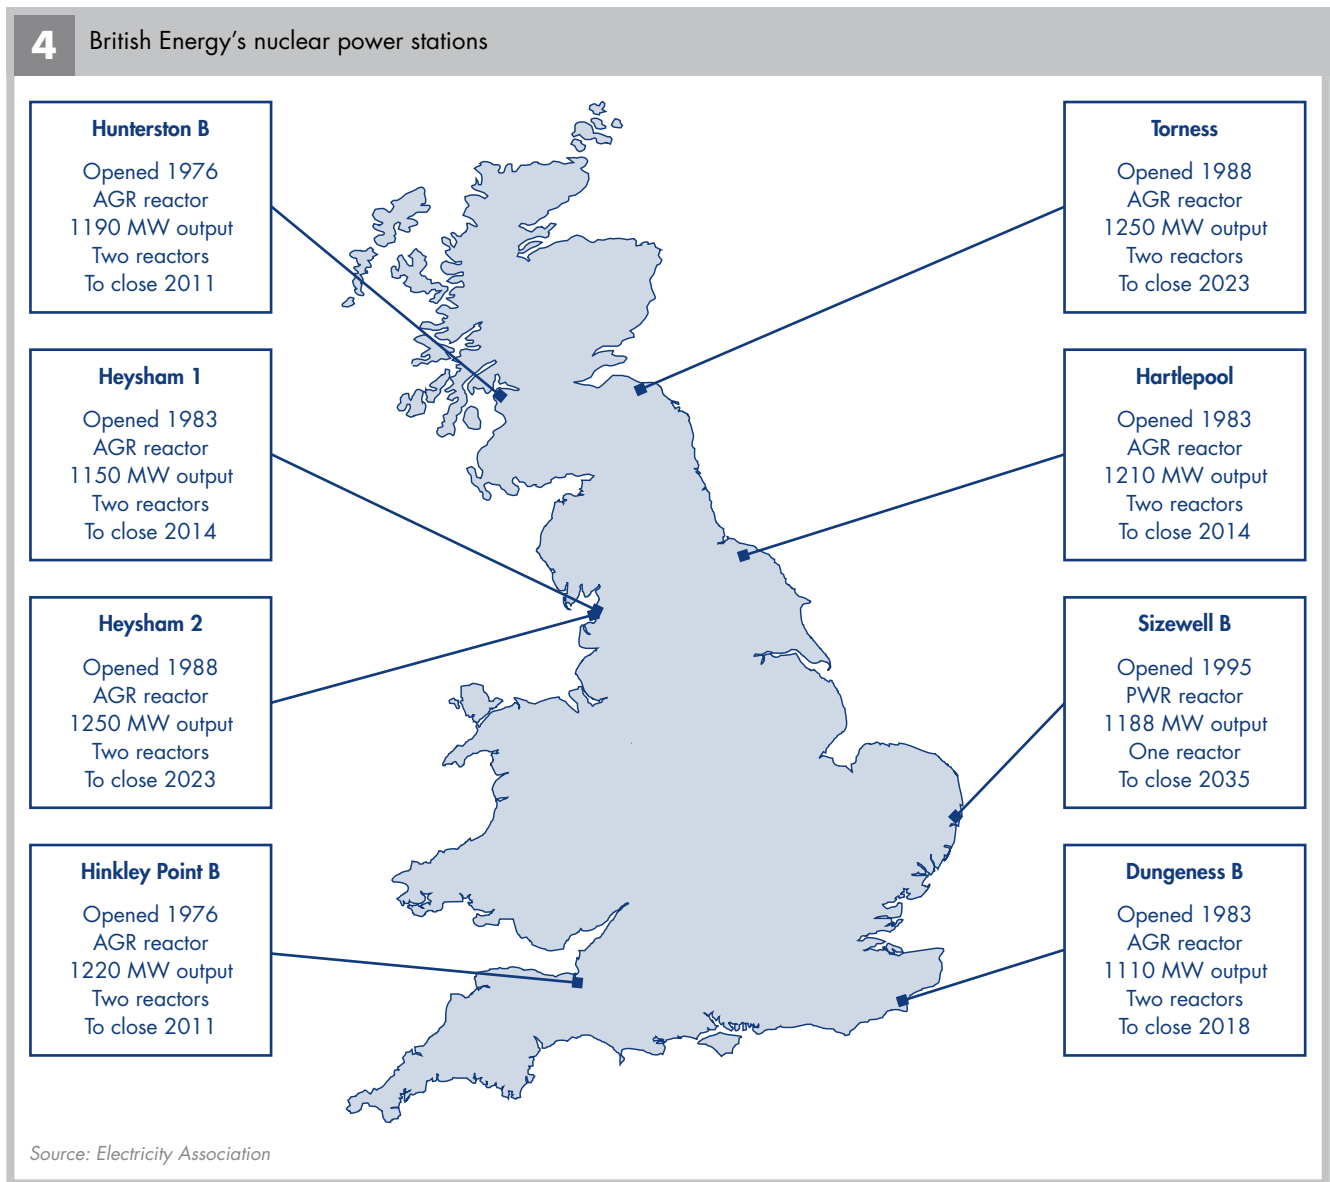 4 British Energy's nuclear power stations
Hunterston B
Opened 1976
AGR reactor
1190 MW output
Two reactors
To close 2011
Heysham 1
Opened 1983
AGR reactor
1150 MW output
Two reactors
To close 2014
Heysham 2
Opened 1988
AGR reactor
1250 MW output
Two reactors
To close 2023
Hinkley Point B
Opened 1976
AGR reactor
1220 MW output
Two reactors
To close 2011
Torness
Opened 1988
AGR reactor
1250 MW output
Two reactors
To close 2023
Hartlepool
Opened 1983
AGR reactor
1210 MW output
Two reactors
To close 2014
Sizewell B
Opened 1995
PWR reactor
1188 MW output
One reactor
To close 2035
Dungeness B
Opened 1983
AGR reactor
1110 MW output
Two reactors
To close 2018
Source: Electricity Association